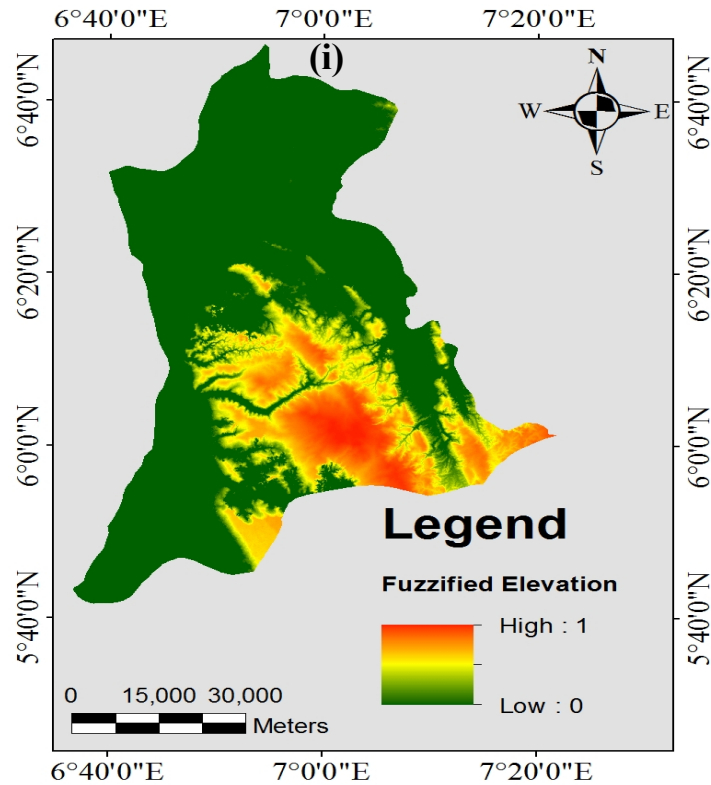 6°40'0"E 7°0'0"E 7°20'0"E
(i)
N
W E
S
6°40'0"N 6°40'0"N
6°20'0"N 6°20'0"N
6°0'0"N 6°0'0"N
5°40'0"N 5°40'0"N
Legend
Fuzzified Elevation
High : 1
Low : 0
0 15,000 30,000
Meters
6°40'0"E 7°0'0"E 7°20'0"E